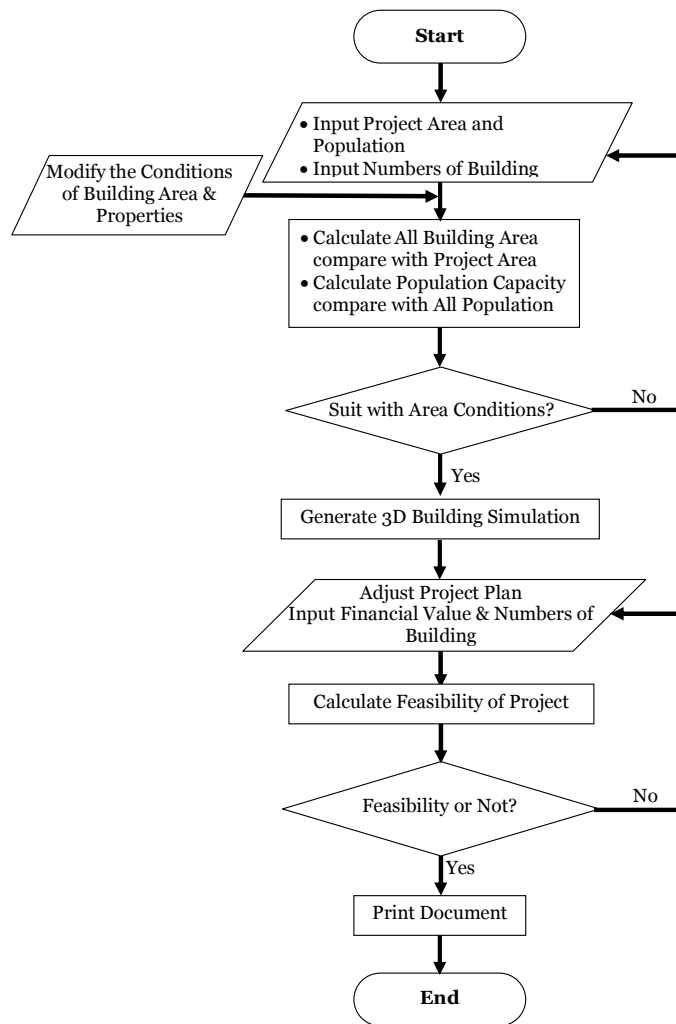 Start
• Input Project Area and
Population
• Input Numbers of Building
Modify the Conditions
of Building Area &
Properties
• Calculate All Building Area
compare with Project Area
• Calculate Population Capacity
compare with All Population
Suit with Area Conditions?
No
Yes
Generate 3D Building Simulation
Adjust Project Plan
Input Financial Value & Numbers of
Building
Calculate Feasibility of Project
Feasibility or Not?
No
Yes
Print Document
End